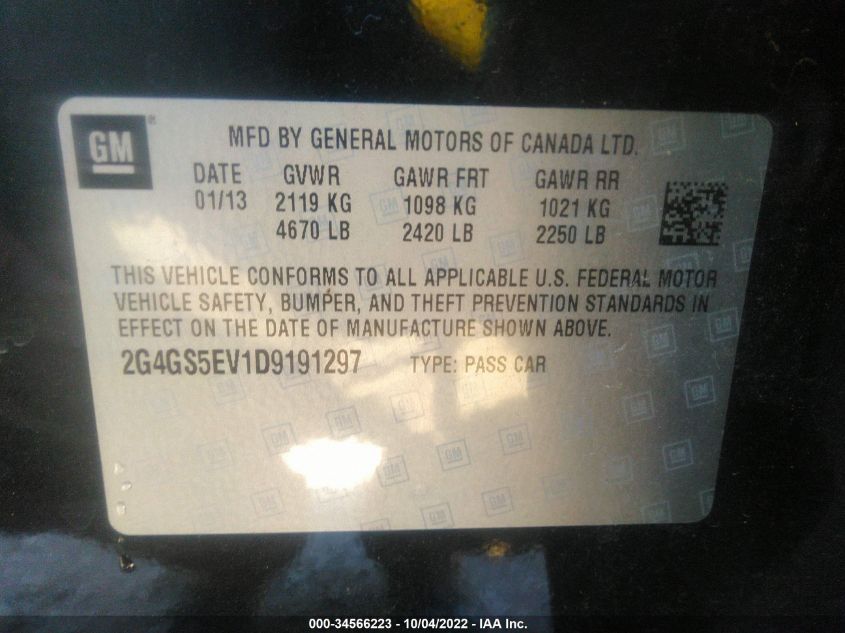 GM
MFD BY GENERAL MOTORS OF CANADA LTD.
DATE GVWR GAWR FRT GAWR RR
01/13 2119 KG 1098 KG 1021 KG
4670 LB 2420 LB 2250 LB
THIS VEHICLE CONFORMS TO ALL APPLICABLE U.S. FEDERAL MOTOR
VEHICLE SAFETY, BUMPER, AND THEFT PREVENTION STANDARDS IN
EFFECT ON THE DATE OF MANUFACTURE SHOWN ABOVE.
2G4GS5EV1D9191297 TYPE: PASS CAR
000-34566223 - 10/04/2022 - IAA Inc.